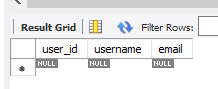 Result Grid Filter Rows:
user_id username email
NULL NULL NULL